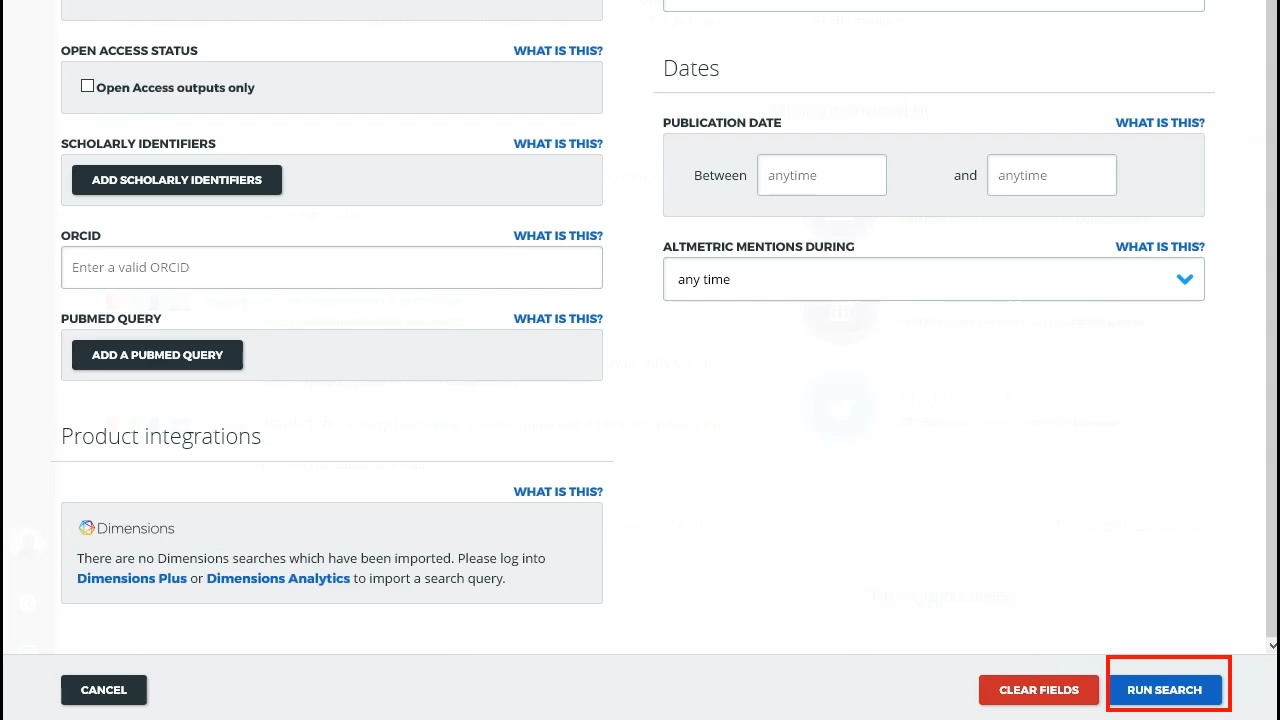 OPEN ACCESS STATUS WHAT IS THIS?
Open Access outputs only
SCHOLARLY IDENTIFIERS WHAT IS THIS?
ADD SCHOLARLY IDENTIFIERS
ORCID WHAT IS THIS?
Enter a valid ORCID
PUBMED QUERY WHAT IS THIS?
ADD A PUBMED QUERY
Product integrations
WHAT IS THIS?
Dimensions
There are no Dimensions searches which have been imported. Please log into
Dimensions Plus or Dimensions Analytics to import a search query.
Dates
PUBLICATION DATE WHAT IS THIS?
Between anytime and anytime
ALTMETRIC MENTIONS DURING WHAT IS THIS?
any time
CANCEL
CLEAR FIELDS
RUN SEARCH